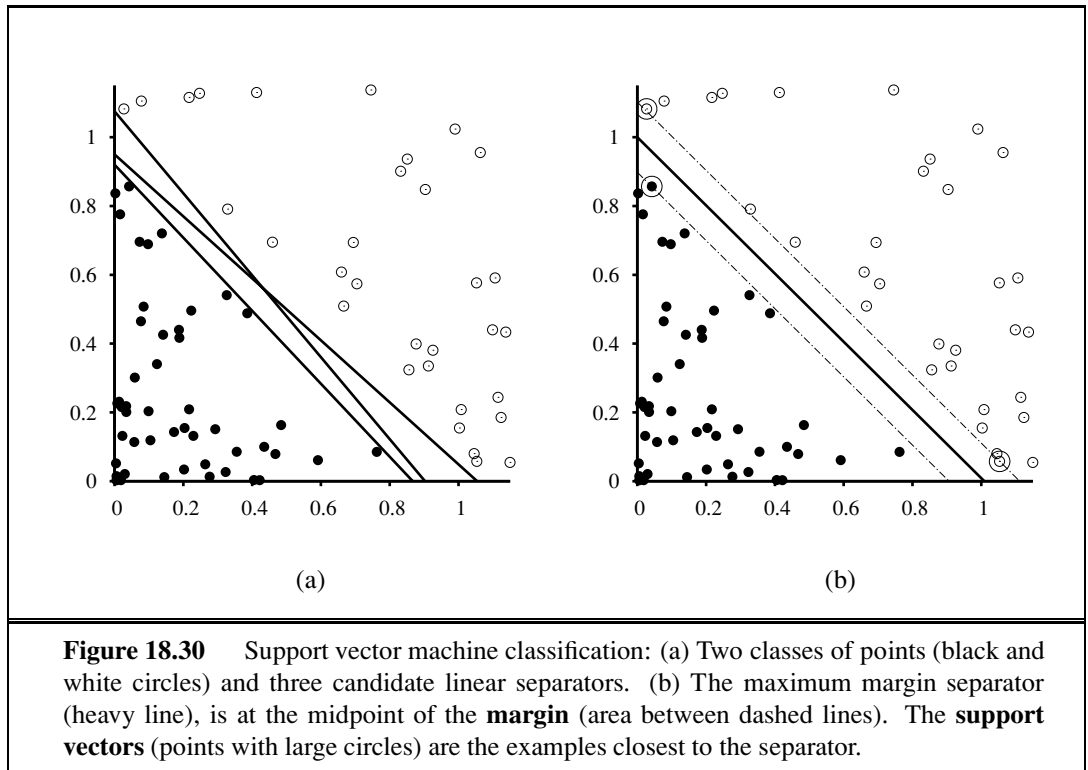 1
0.8
0.6
0.4
0.2
0
0 0.2 0.4 0.6 0.8 1
(a)
1
0.8
0.6
0.4
0.2
0
0 0.2 0.4 0.6 0.8 1
(b)
Figure 18.30 Support vector machine classification: (a) Two classes of points (black and
white circles) and three candidate linear separators. (b) The maximum margin separator
(heavy line), is at the midpoint of the margin (area between dashed lines). The support
vectors (points with large circles) are the examples closest to the separator.